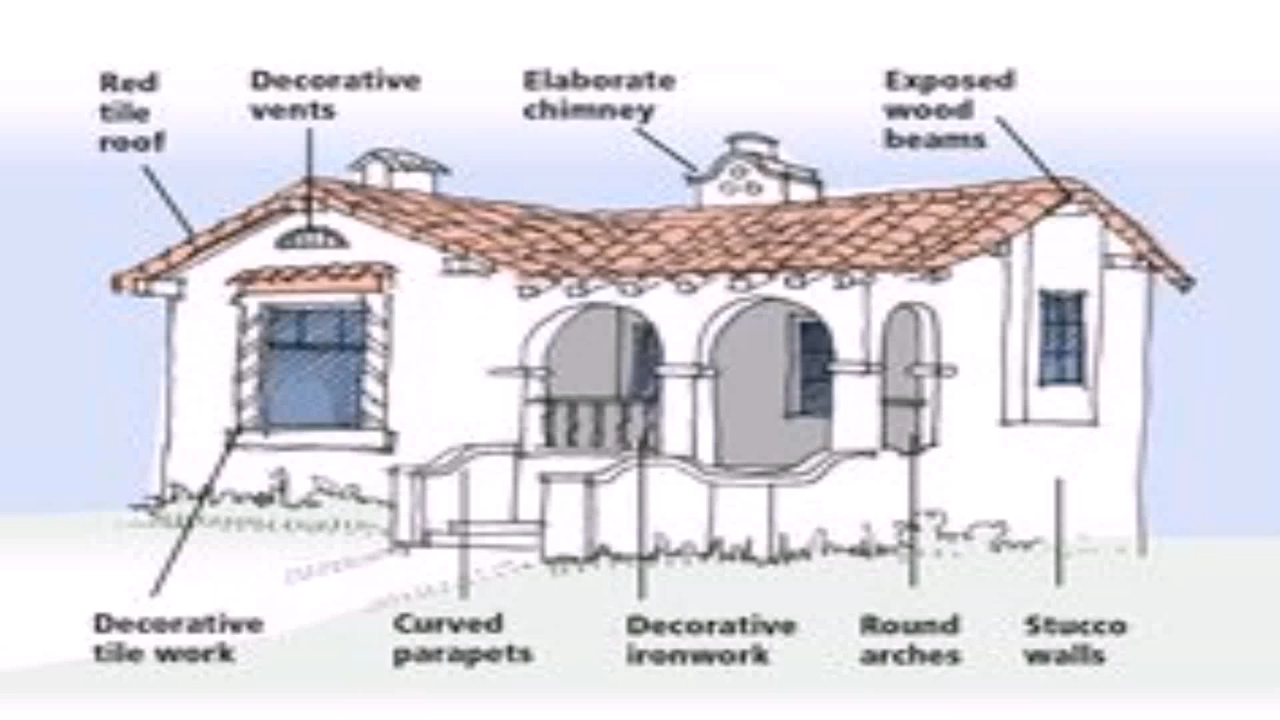 Red
tile
roof
Decorative
vents
Elaborate
chimney
Exposed
wood
beams
Decorative
tile work
Curved
parapets
Decorative
ironwork
Round
arches
Stucco
walls